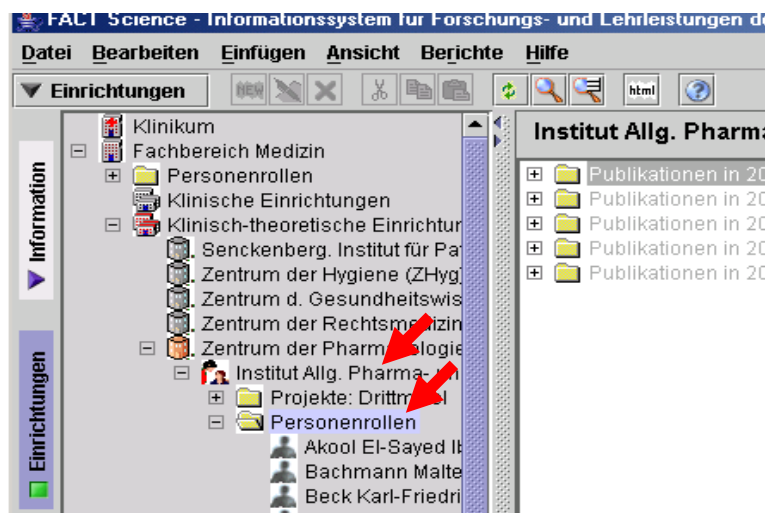 FACT Science - Informationssystem für Forschungs- und Lehrleistungen de
Datei Bearbeiten Einfügen Ansicht Berichte Hilfe
Einrichtungen NEW html ?
Information
Einrichtungen
Klinikum
Fachbereich Medizin
Personenrollen
Klinische Einrichtungen
Klinisch-theoretische Einrichtur
Senckenberg. Institut für Pa
Zentrum der Hygiene (ZHyg
Zentrum d. Gesundheitswis
Zentrum der Rechtsmedizin
Zentrum der Pharmakologie
Institut Allg. Pharma-
Projekte: Drittmittel
Personenrollen
Akool El-Sayed Ib
Bachmann Malte
Beck Karl-Friedri
Institut Allg. Pharma
Publikationen in 20
Publikationen in 20
Publikationen in 20
Publikationen in 20
Publikationen in 20